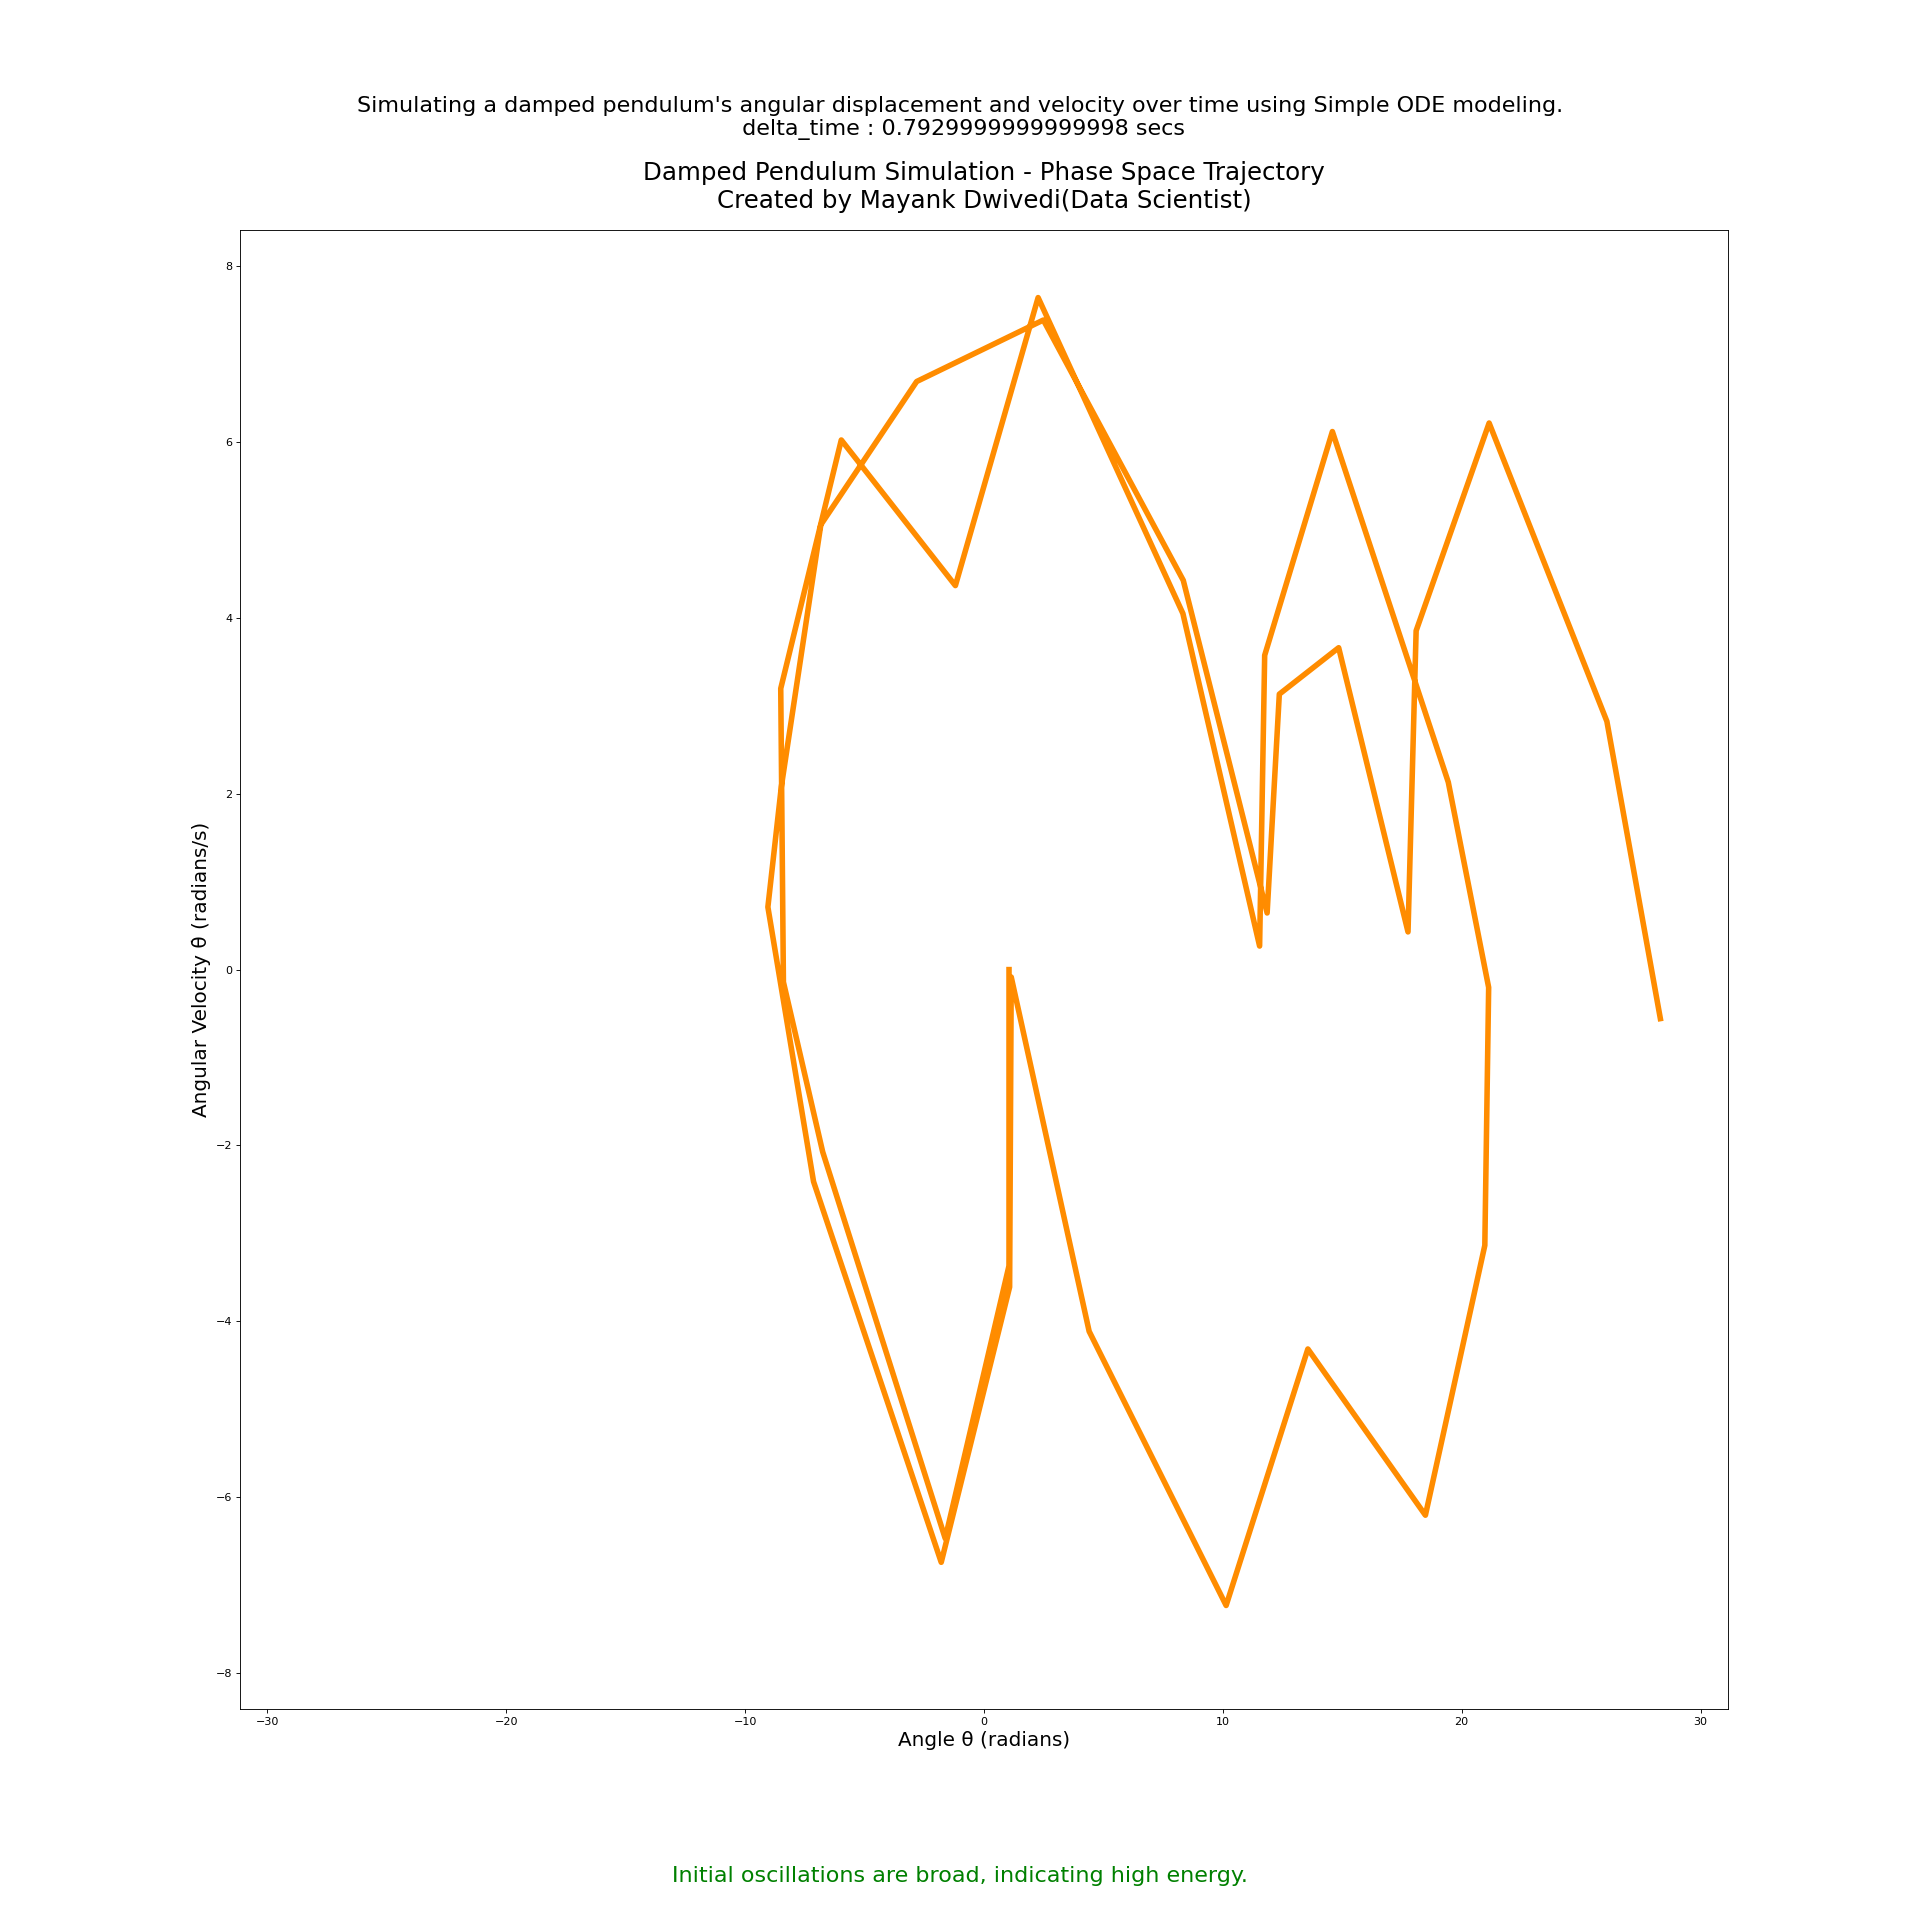 Simulating a damped pendulum's angular displacement and velocity over time using Simple ODE modeling.
delta_time : 0.7929999999999998 secs
Damped Pendulum Simulation - Phase Space Trajectory
Created by Mayank Dwivedi(Data Scientist)
8
6
4
2
0
−2
−4
−6
−8
Angular Velocity θ (radians/s)
−30
−20
−10
0
10
20
30
Angle θ (radians)
Initial oscillations are broad, indicating high energy.